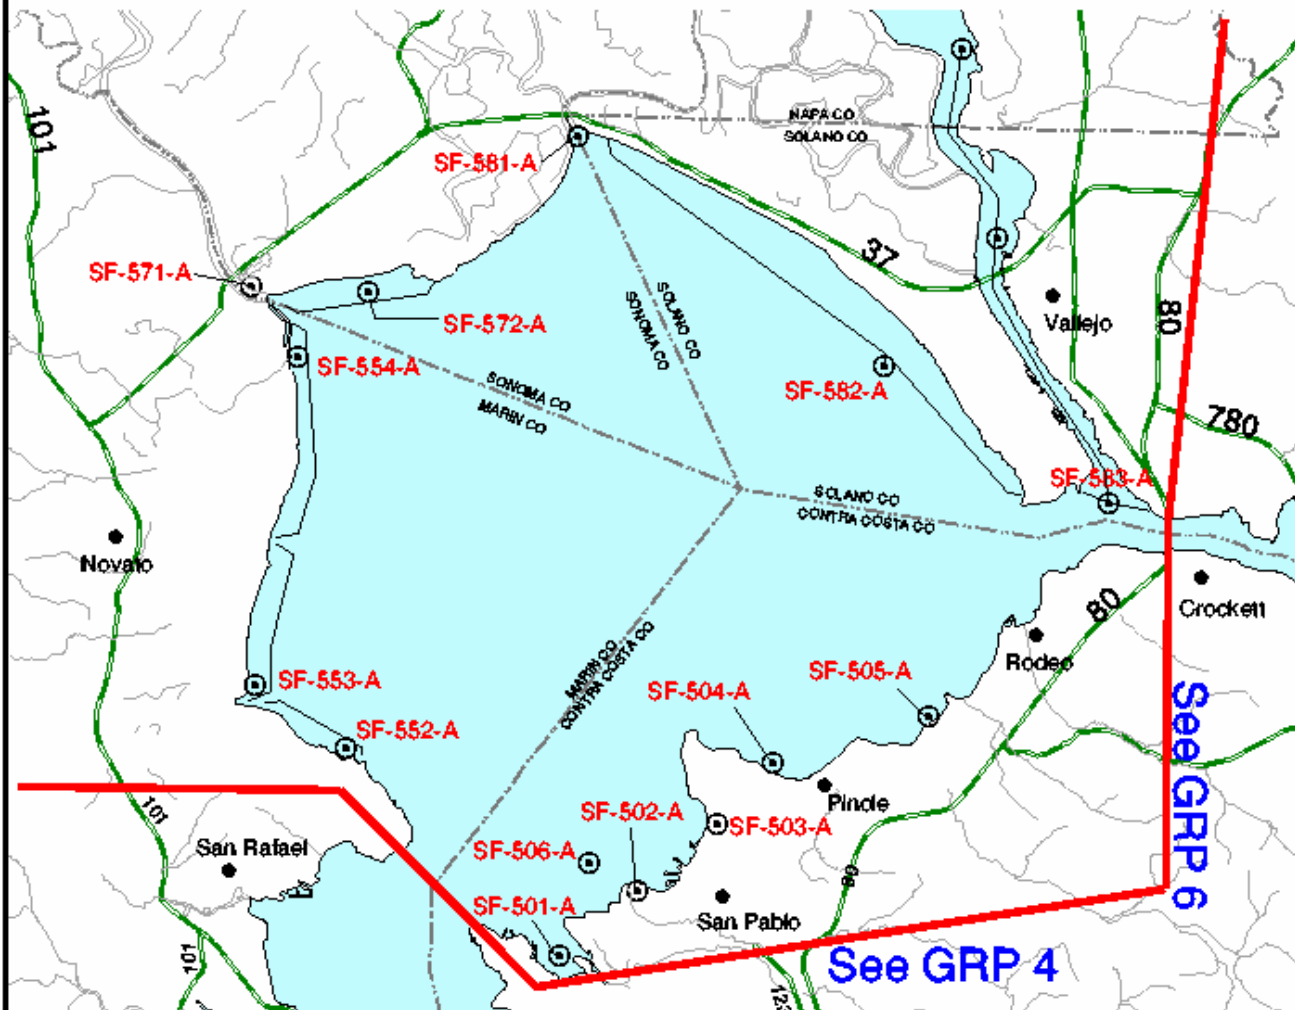 101
NAPA CO
SOLANO CO
SF-581-A
37
SF-571-A
SF-572-A
SOLANO CO
SONOMA CO
Vallejo
80
SF-554-A
SONOMA CO
MARIN CO
SF-582-A
780
SF-583-A
SOLANO CO
CONTRA COSTA CO
Novato
80
Crockett
Rodeo
MARIN CO
CONTRA COSTA CO
SF-553-A
SF-504-A
SF-505-A
SF-552-A
See GRP 6
101
Pinole
SF-502-A
SF-503-A
San Rafael
SF-506-A
80
SF-501-A
San Pablo
101
See GRP 4